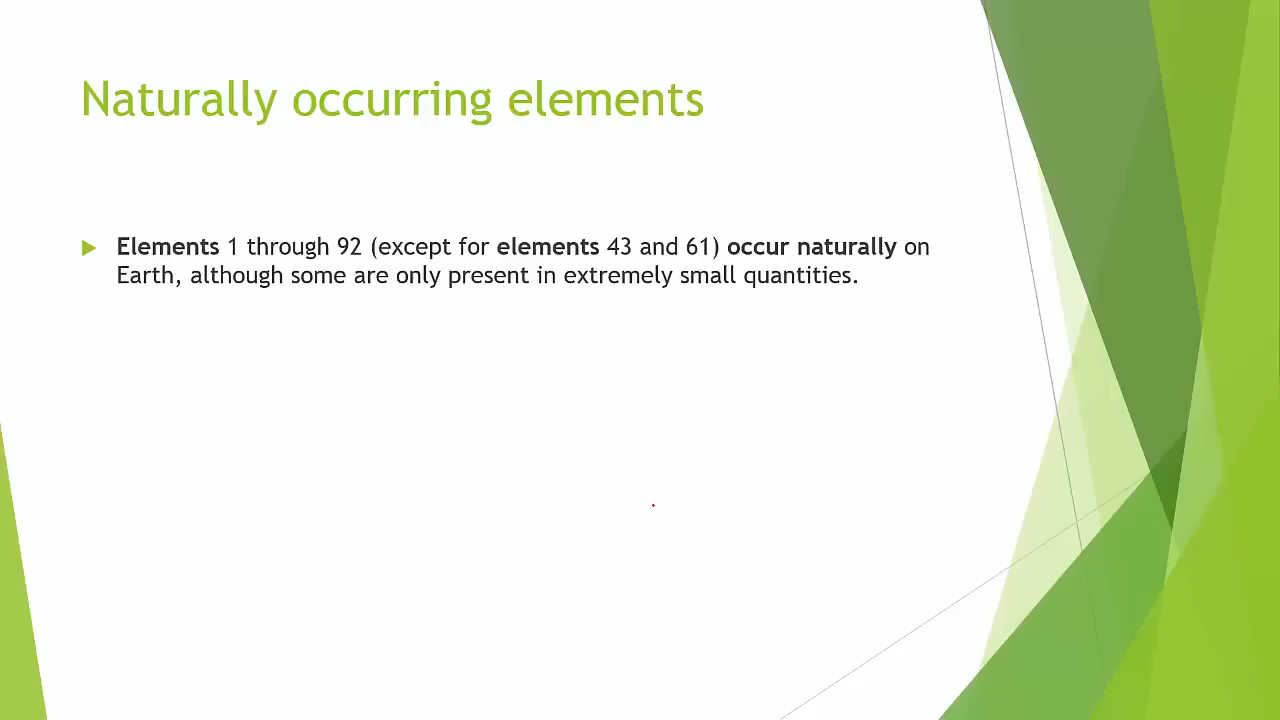 Naturally occurring elements
Elements 1 through 92 (except for elements 43 and 61) occur naturally on
Earth, although some are only present in extremely small quantities.